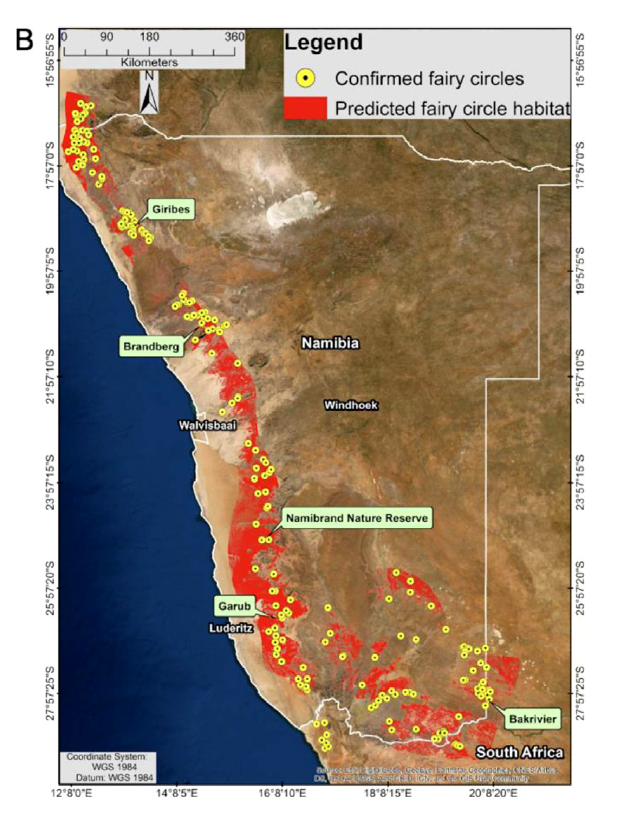 B
0 90 180 360
Kilometers
N
Legend
Confirmed fairy circles
Predicted fairy circle habitat
15°56'55"S
17°57'0"S
19°57'5"S
21°57'10"S
23°57'15"S
25°57'20"S
27°57'25"S
15°56'55"S
17°57'0"S
19°57'5"S
21°57'10"S
23°57'15"S
25°57'20"S
27°57'25"S
Giribes
Brandberg
Namibia
Windhoek
Walvisbaai
Namibrand Nature Reserve
Garub
Luderitz
Bakrivier
South Africa
Coordinate System:
WGS 1984
Datum: WGS 1984
12°8'0"E 14°8'5"E 16°8'10"E 18°8'15"E 20°8'20"E